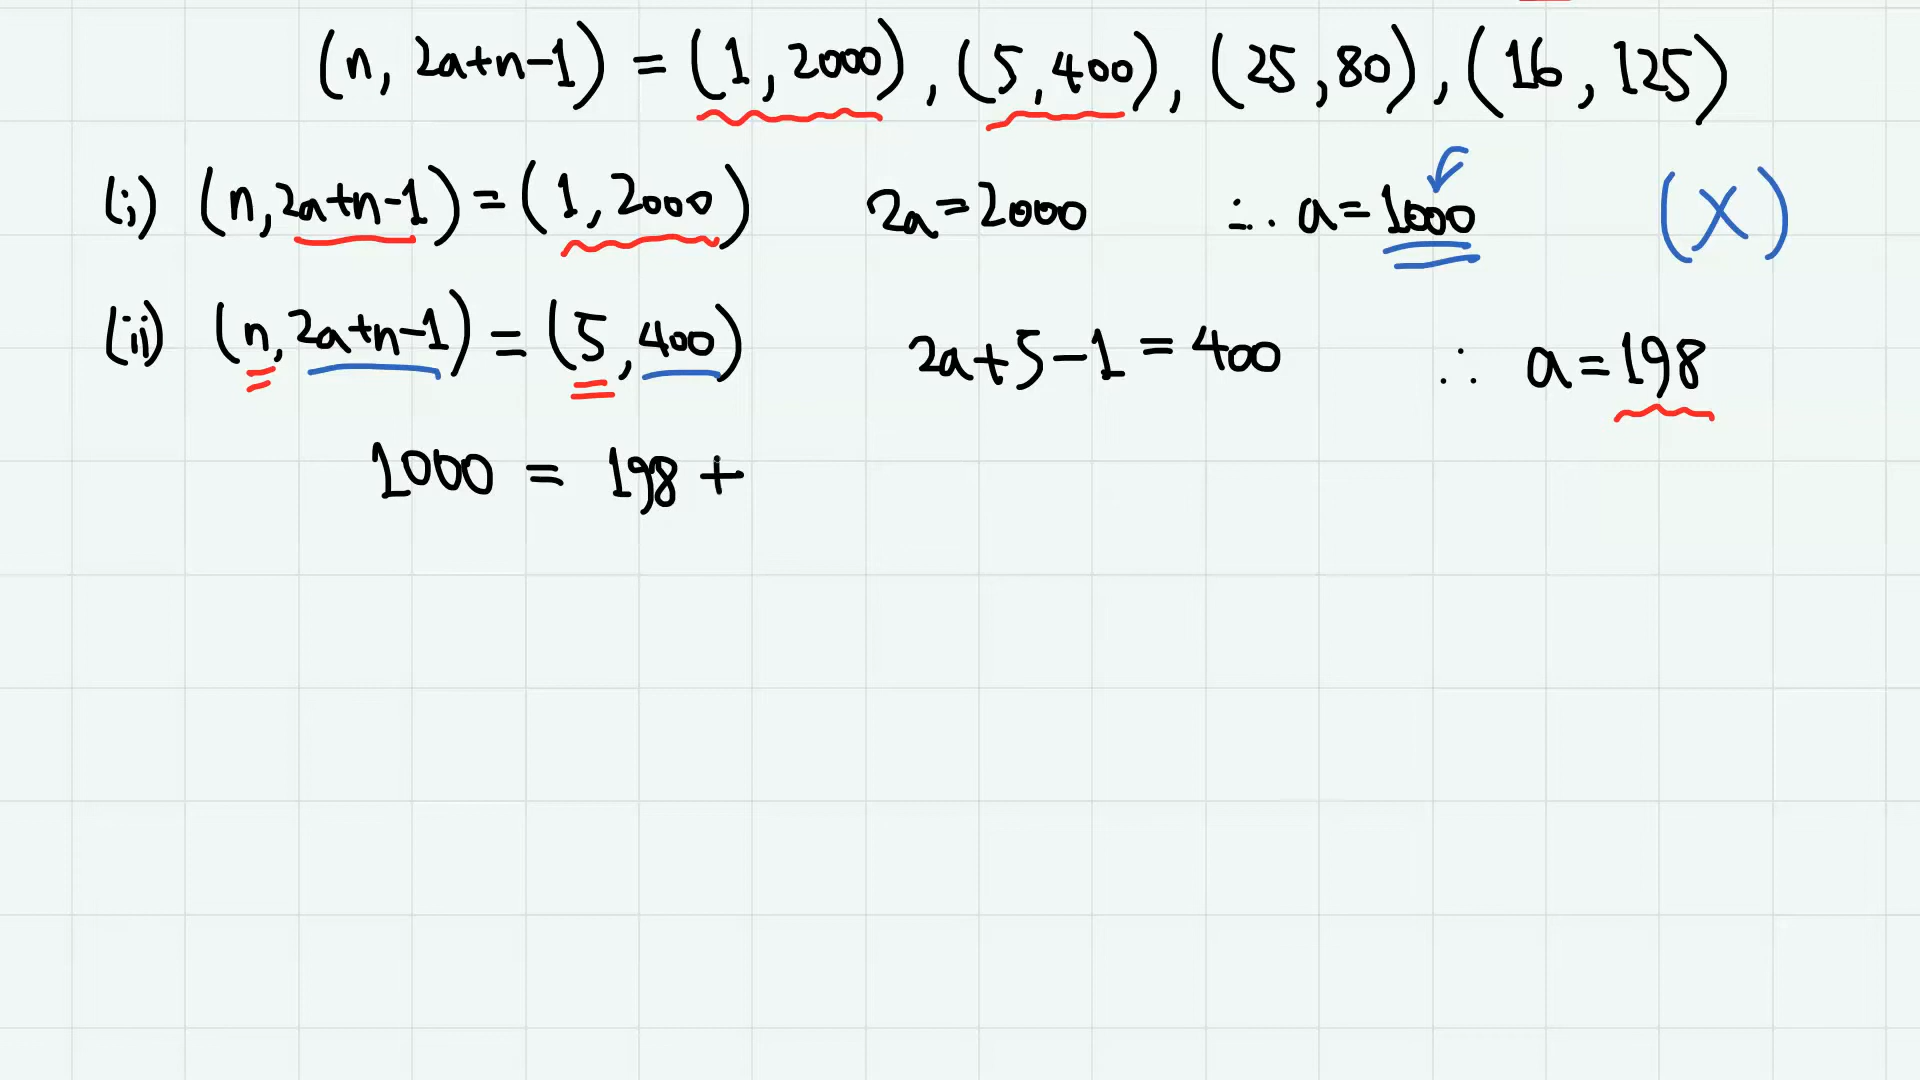 (n, 2a+n-1) = (1, 2000), (5, 400), (25, 80), (16, 125)
(i) (n, 2a+n-1) = (1, 2000) 2a=2000 ∴ a=1000 (X)
(ii) (n, 2a+n-1) = (5, 400) 2a+5-1=400 ∴ a=198
1000 = 198 +